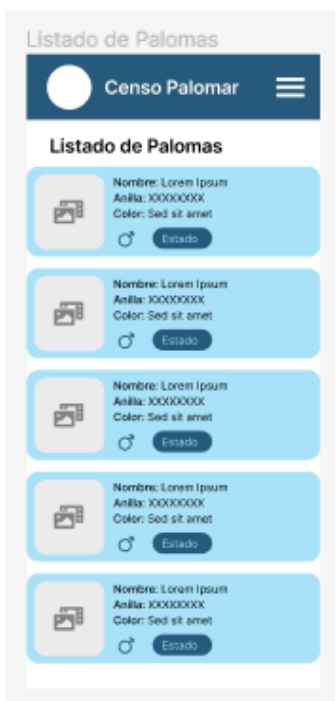 Listado de Palomas
Censo Palomar
Listado de Palomas
Nombre: Lorem Ipsum
Anilla: XXXXXXXX
Color: Sed sit amet
Estado
Nombre: Lorem Ipsum
Anilla: XXXXXXXX
Color: Sed sit amet
Estado
Nombre: Lorem Ipsum
Anilla: XXXXXXXX
Color: Sed sit amet
Estado
Nombre: Lorem Ipsum
Anilla: XXXXXXXX
Color: Sed sit amet
Estado
Nombre: Lorem Ipsum
Anilla: XXXXXXXX
Color: Sed sit amet
Estado